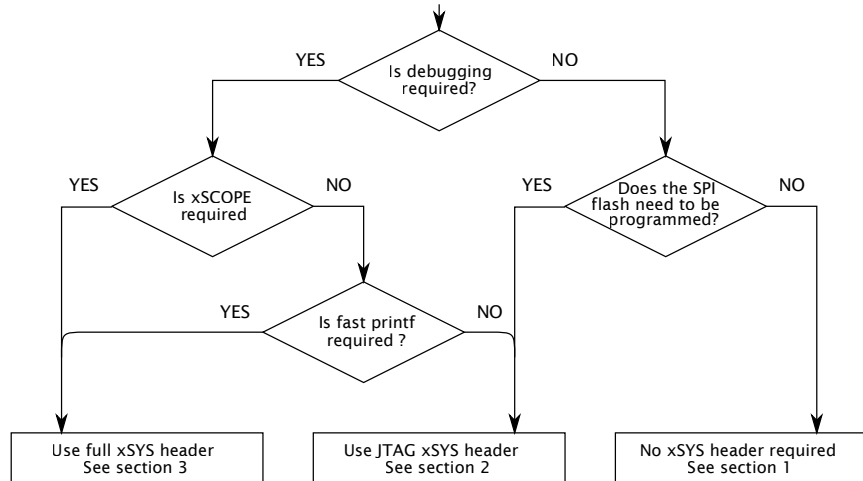 YES
Is debugging
required?
NO
YES
Is xSCOPE
required
NO
YES
Does the SPI
flash need to be
programmed?
NO
YES
Is fast printf
required ?
NO
Use full xSYS header
See section 3
Use JTAG xSYS header
See section 2
No xSYS header required
See section 1